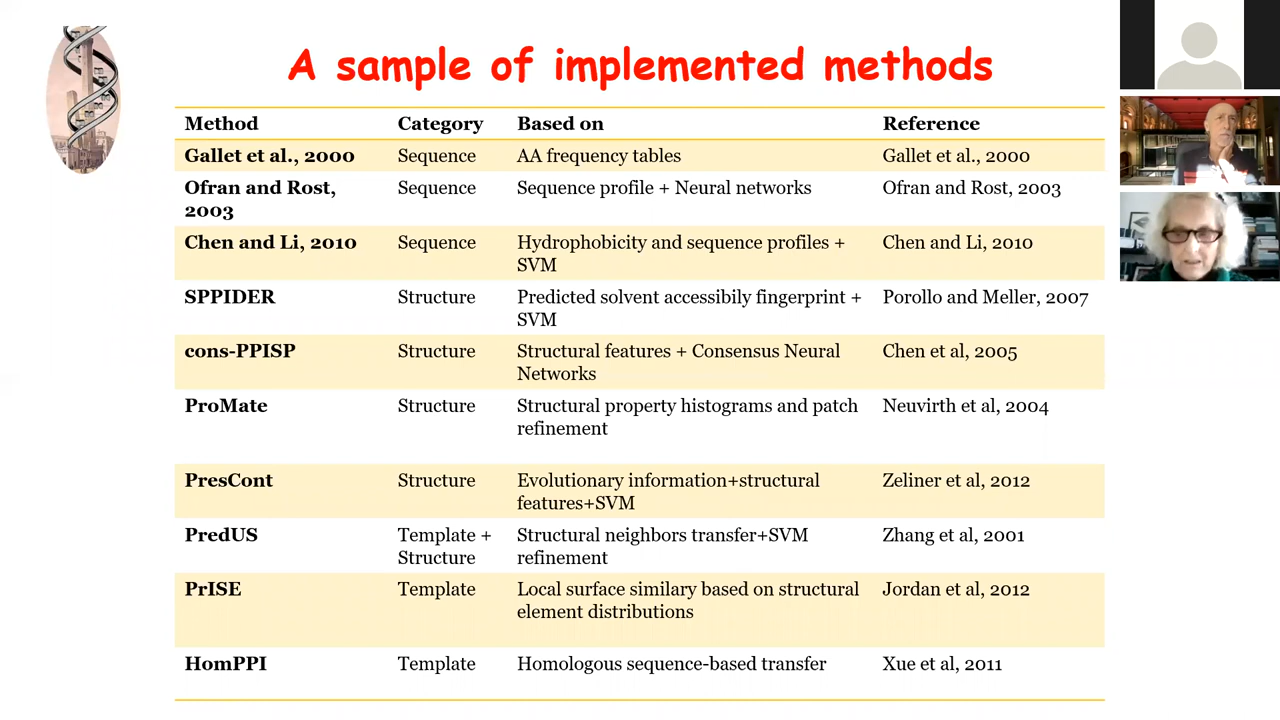 A sample of implemented methods
Method Category Based on Reference
Gallet et al., 2000 Sequence AA frequency tables Gallet et al., 2000
Ofran and Rost, Sequence Sequence profile + Neural networks Ofran and Rost, 2003
2003
Chen and Li, 2010 Sequence Hydrophobicity and sequence profiles + Chen and Li, 2010
SVM
SPPIDER Structure Predicted solvent accessibily fingerprint + Porollo and Meller, 2007
SVM
cons-PPISP Structure Structural features + Consensus Neural Chen et al, 2005
Networks
ProMate Structure Structural property histograms and patch Neuvirth et al, 2004
refinement
PresCont Structure Evolutionary information+structural Zeliner et al, 2012
features+SVM
PredUS Template + Structural neighbors transfer+SVM Zhang et al, 2001
Structure refinement
PrISE Template Local surface similary based on structural Jordan et al, 2012
element distributions
HomPPI Template Homologous sequence-based transfer Xue et al, 2011